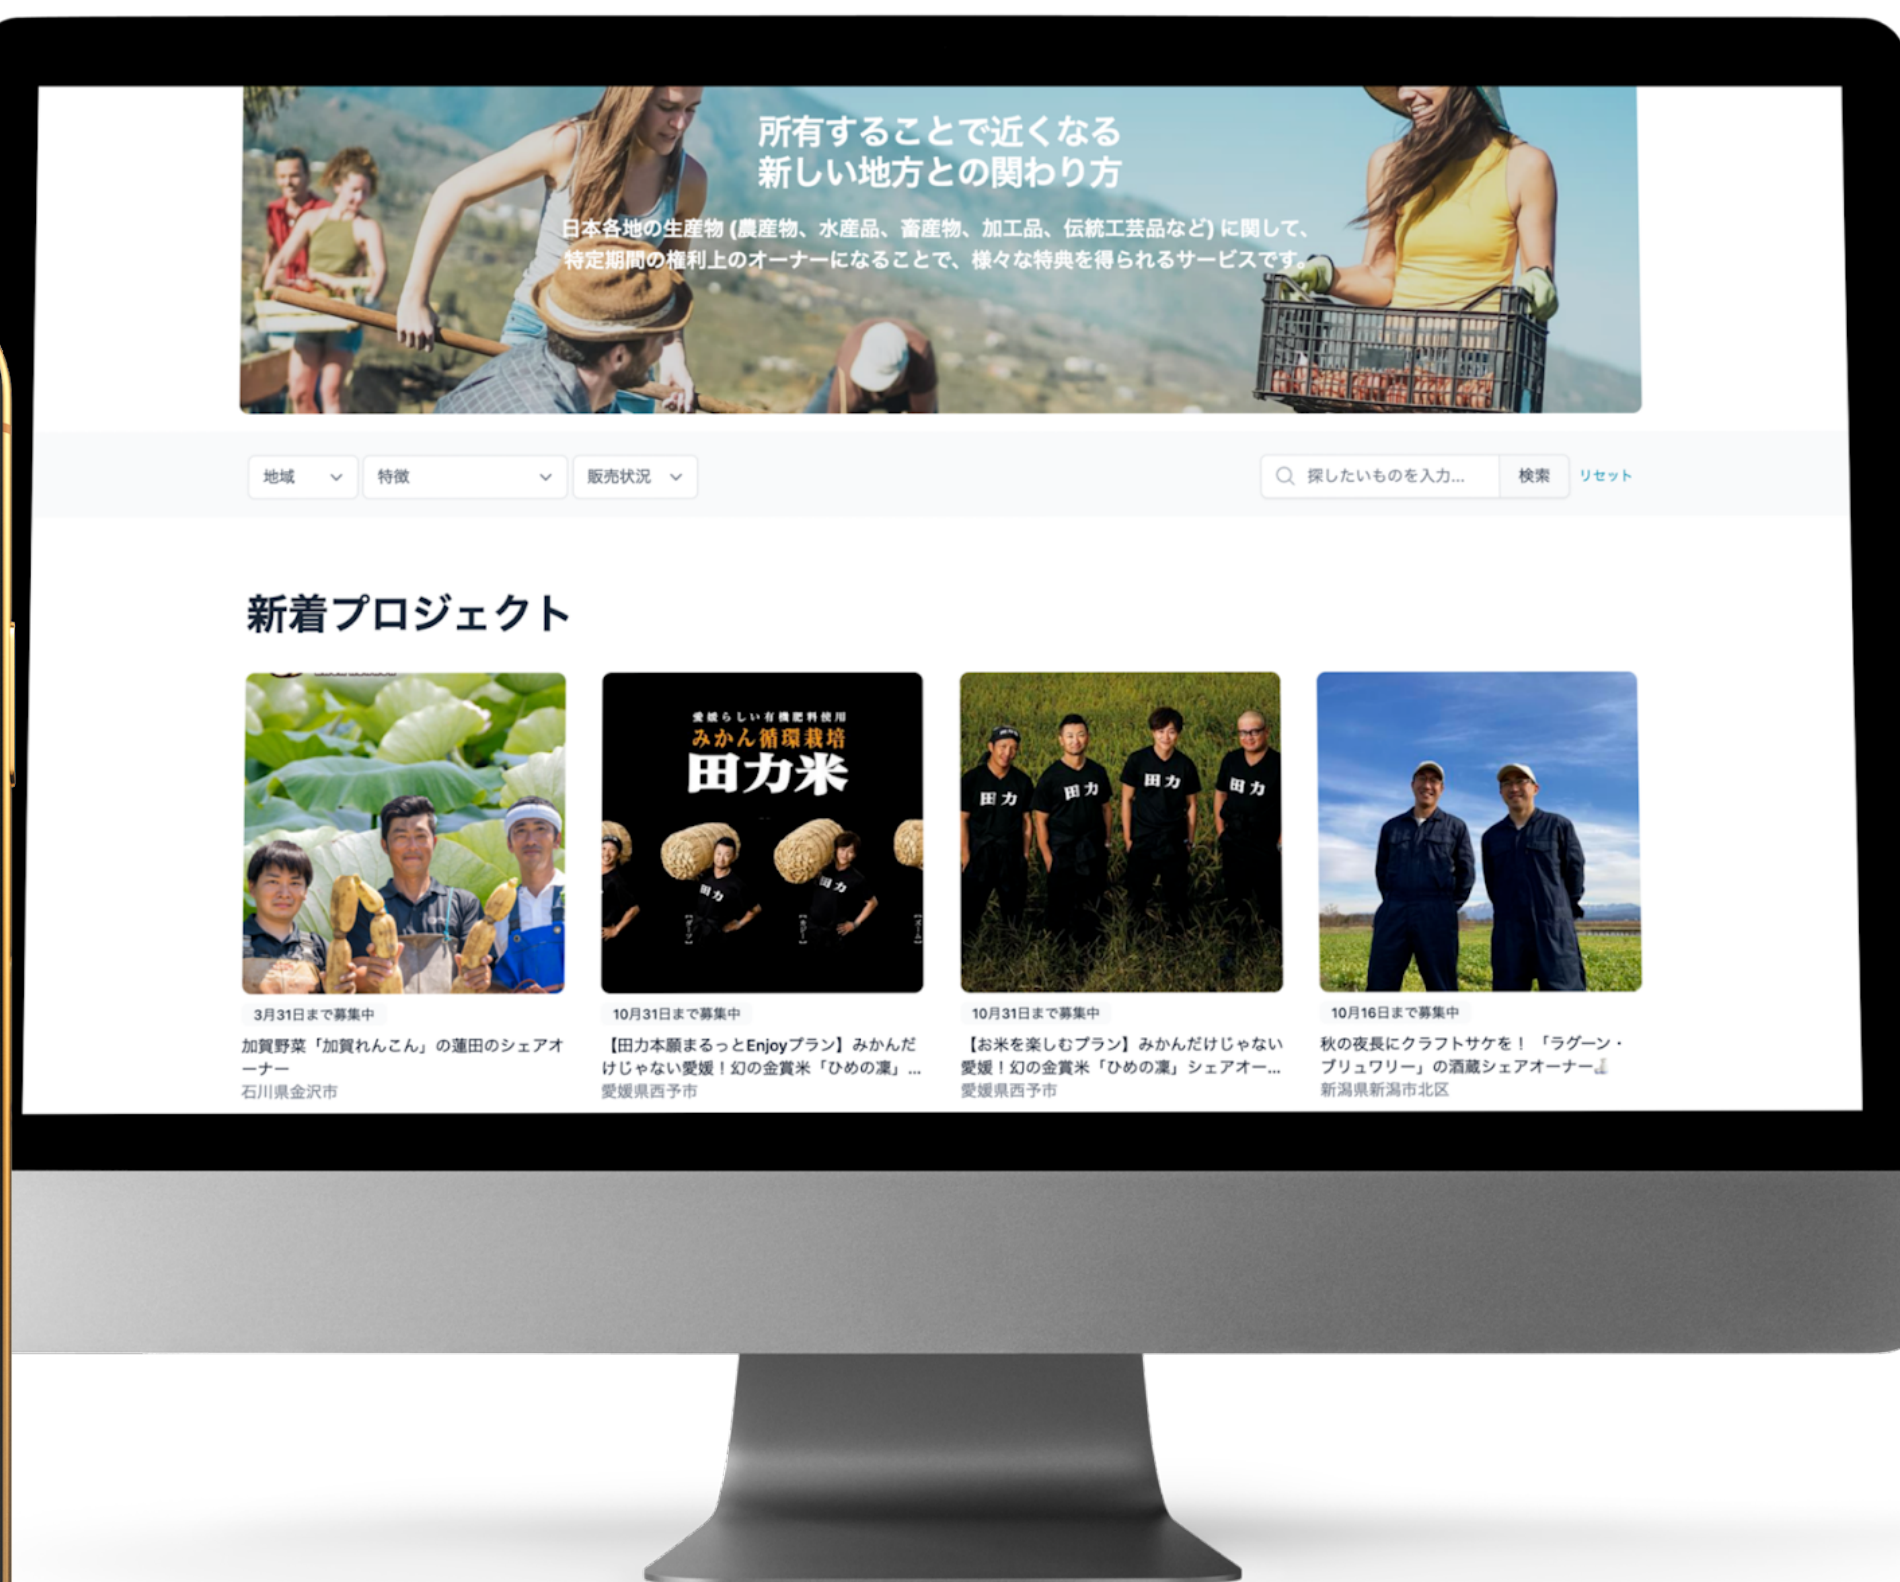 所有することで近くなる
新しい地方との関わり方
日本各地の生産物 (農産物、水産品、畜産物、加工品、伝統工芸品など) に関して、
特定期間の権利上のオーナーになることで、様々な特典を得られるサービスです。
地域
特徴
販売状況
探したいものを入力...
検索
リセット
新着プロジェクト
愛媛らしい有機肥料使用
みかん循環栽培
田力米
田力
田力
田力
田力
田力
田力
3月31日まで募集中
加賀野菜「加賀れんこん」の蓮田のシェアオ
ーナー
石川県金沢市
10月31日まで募集中
【田力本願まるっとEnjoyプラン】みかんだ
けじゃない愛媛！幻の金賞米「ひめの凜」...
愛媛県西予市
10月31日まで募集中
【お米を楽しむプラン】みかんだけじゃない
愛媛！幻の金賞米「ひめの凜」シェアオー...
愛媛県西予市
10月16日まで募集中
秋の夜長にクラフトサケを！「ラグーン・
ブリュワリー」の酒蔵シェアオーナー🍶
新潟県新潟市北区